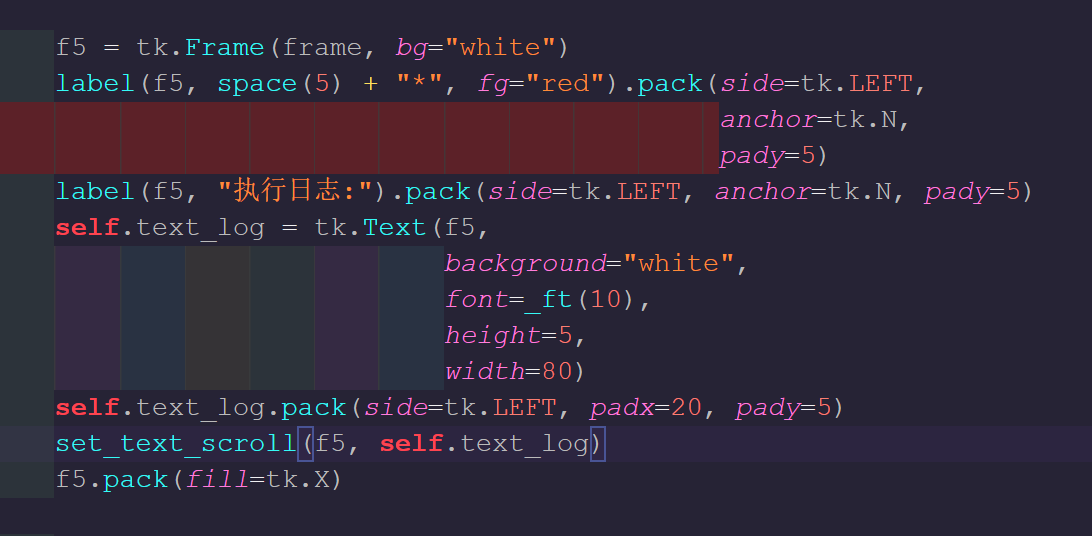 f5 = tk.Frame(frame, bg="white")
label(f5, space(5) + "*", fg="red").pack(side=tk.LEFT,
anchor=tk.N,
pady=5)
label(f5, "执行日志:").pack(side=tk.LEFT, anchor=tk.N, pady=5)
self.text_log = tk.Text(f5,
background="white",
font=_ft(10),
height=5,
width=80)
self.text_log.pack(side=tk.LEFT, padx=20, pady=5)
set_text_scroll(f5, self.text_log)
f5.pack(fill=tk.X)